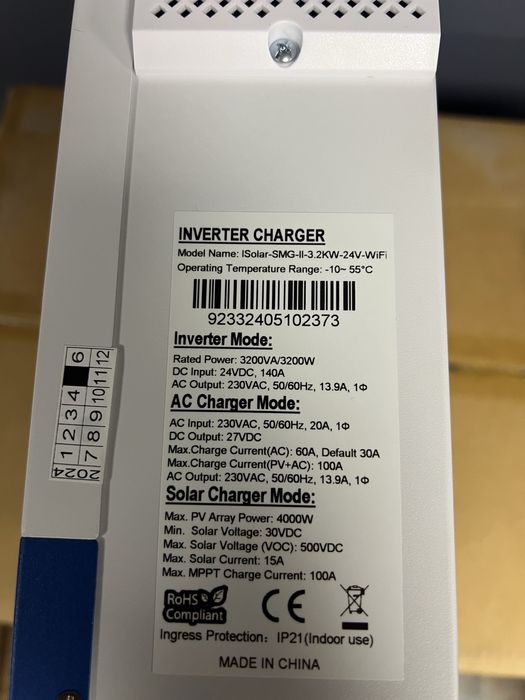 INVERTER CHARGER
Model Name: ISolar-SMG-II-3.2KW-24V-WiFi
Operating Temperature Range: -10~ 55°C
92332405102373
Inverter Mode:
Rated Power: 3200VA/3200W
DC Input: 24VDC, 140A
AC Output: 230VAC, 50/60Hz, 13.9A, 1Φ
AC Charger Mode:
AC Input: 230VAC, 50/60Hz, 20A, 1Φ
DC Output: 27VDC
Max.Charge Current(AC): 60A, Default 30A
Max.Charge Current(PV+AC): 100A
AC Output: 230VAC, 50/60Hz, 13.9A, 1Φ
Solar Charger Mode:
Max. PV Array Power: 4000W
Min. Solar Voltage: 30VDC
Max. Solar Voltage (VOC): 500VDC
Max. Solar Current: 15A
Max. MPPT Charge Current: 100A
RoHS
Compliant
CE
Ingress Protection: IP21(Indoor use)
MADE IN CHINA
2024
1 2 3 4 6
7 8 9 10 11 12